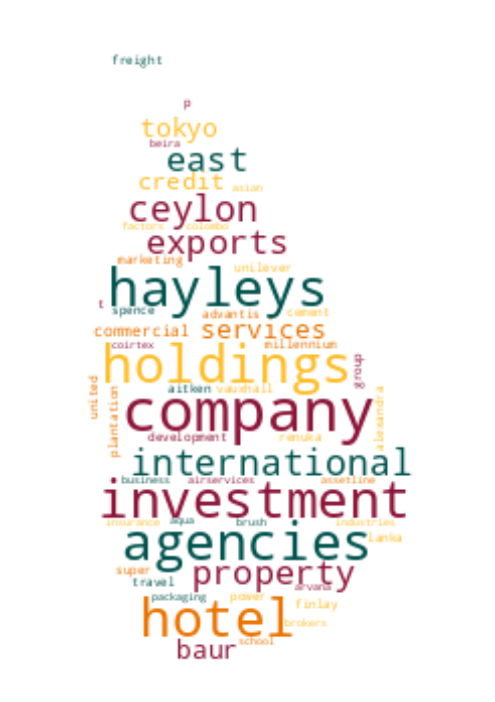 freight
p
tokyo
beira
east
credit asian
ceylon
factors colombo
exports
marketing
unilever
hayleys
t spence advantis cement
commercial services
coirtex millennium
holdings group
united aitken vauxhall
plantation company alexandra
development renuka
international
business airservices assetline
investment
insurance aqua brush industries
agencies lanka
super property
travel arvana
packaging power finlay
hotel brokers
school
baur